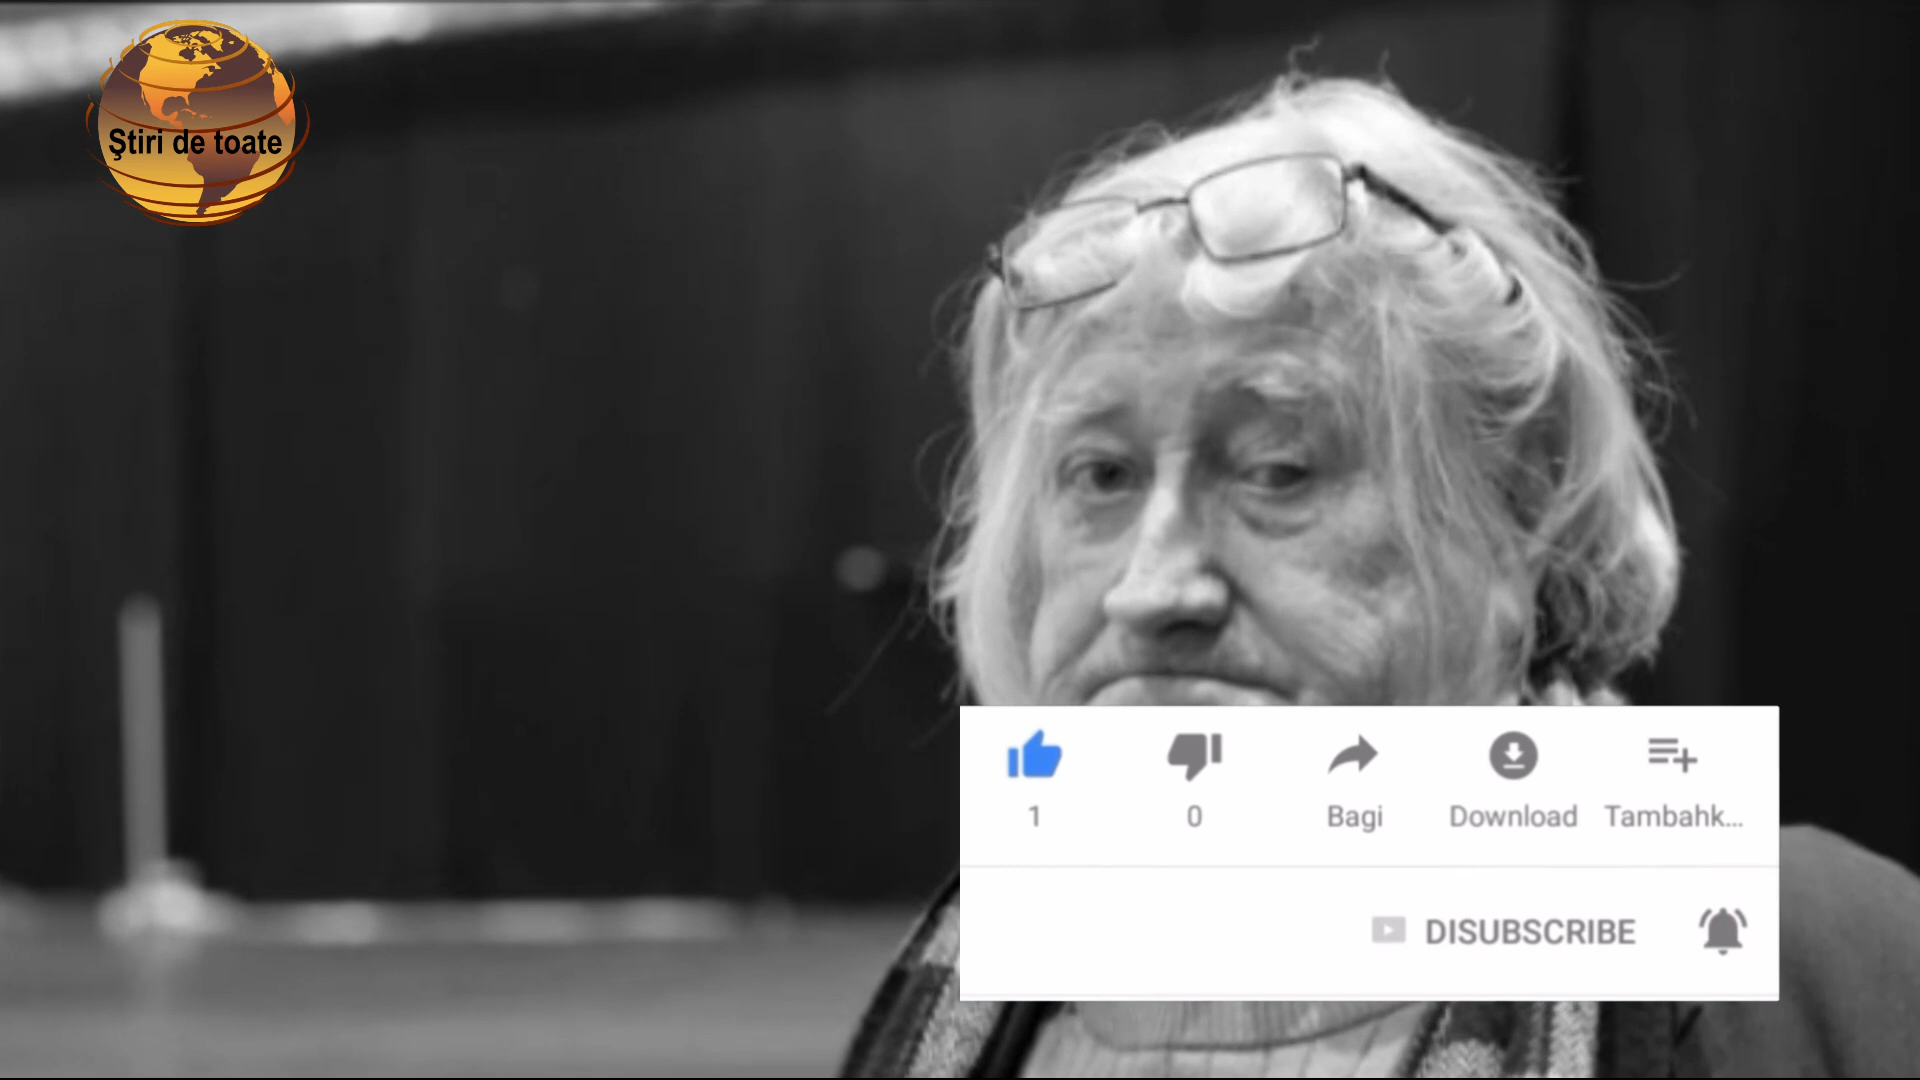 Ştiri de toate
1
0
Bagi
Download
Tambahk...
DISUBSCRIBE